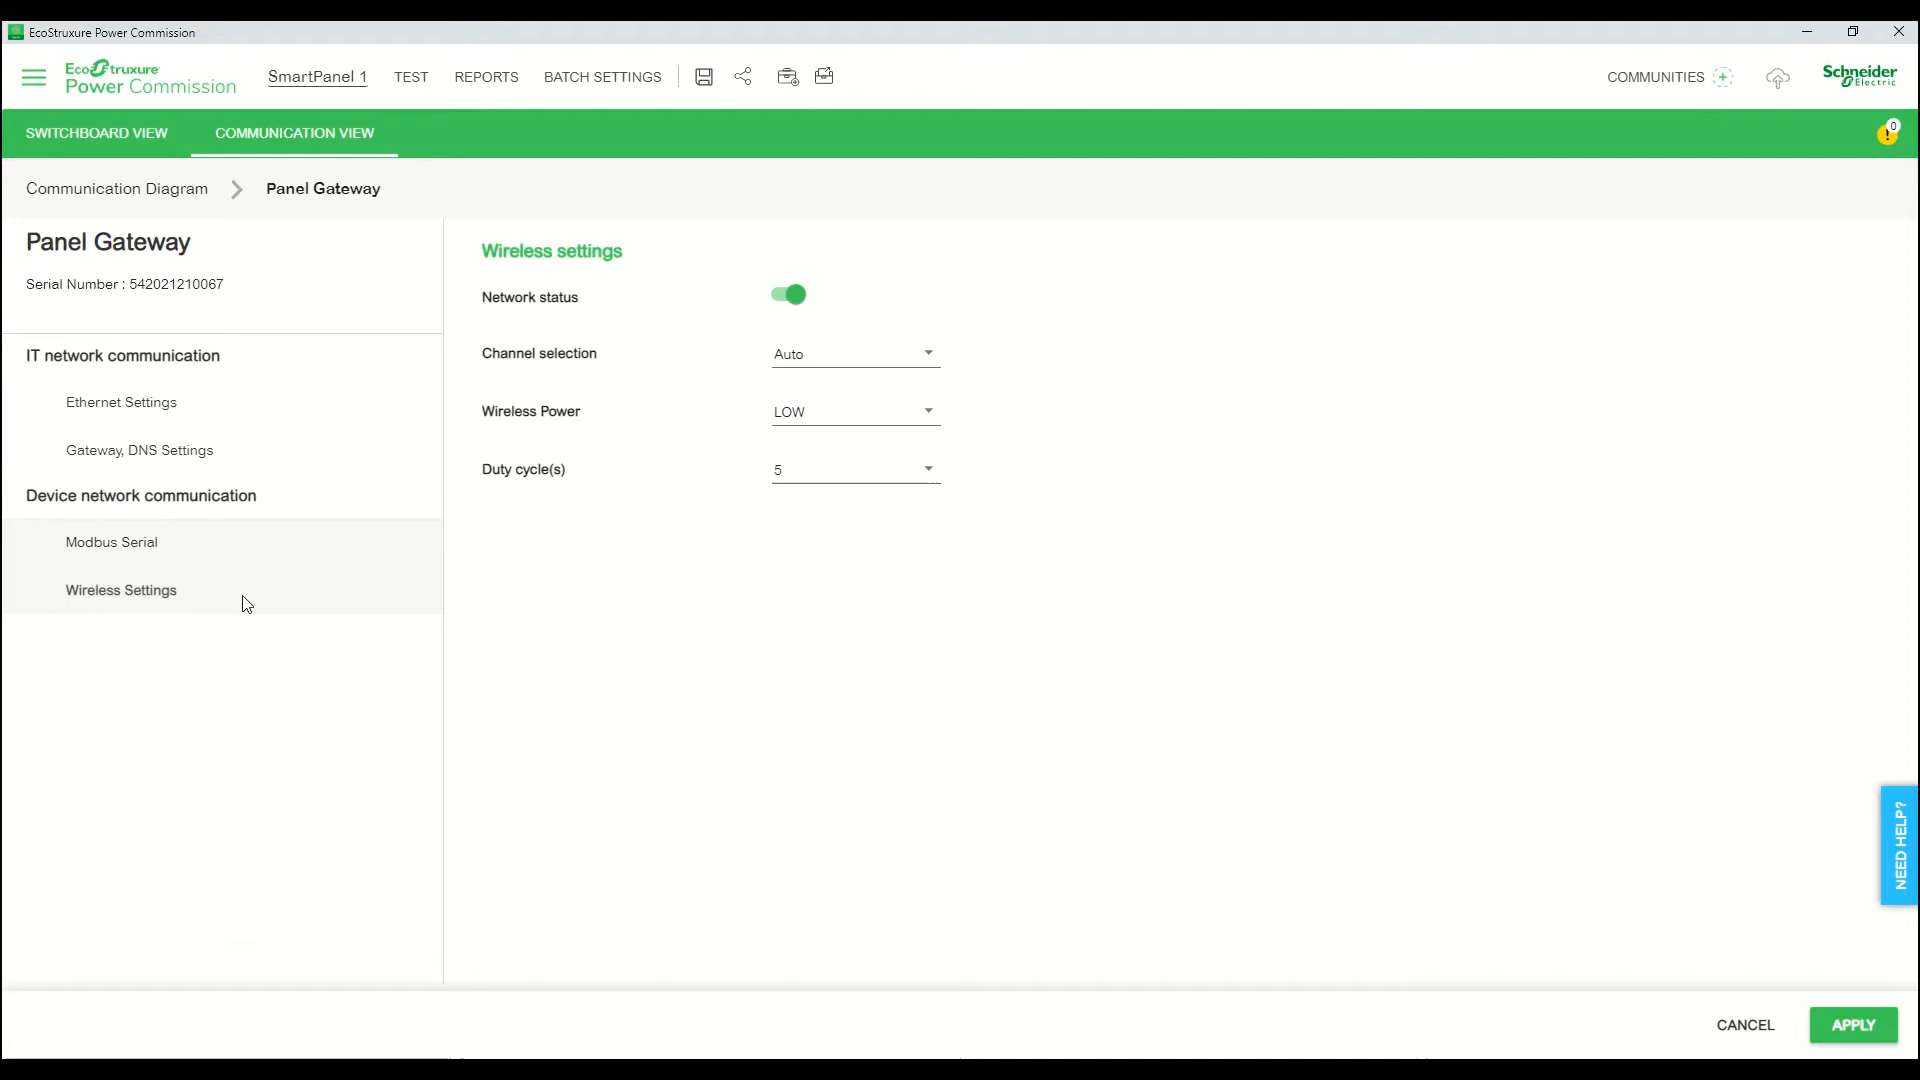 EcoStruxure Power Commission
EcoStruxure
Power Commission
SmartPanel 1
TEST
REPORTS
BATCH SETTINGS
COMMUNITIES
Schneider
Electric
SWITCHBOARD VIEW
COMMUNICATION VIEW
0
Communication Diagram
Panel Gateway
Panel Gateway
Serial Number : 542021210067
IT network communication
Ethernet Settings
Gateway, DNS Settings
Device network communication
Modbus Serial
Wireless Settings
Wireless settings
Network status
Channel selection
Auto
Wireless Power
LOW
Duty cycle(s)
5
NEED HELP?
CANCEL
APPLY